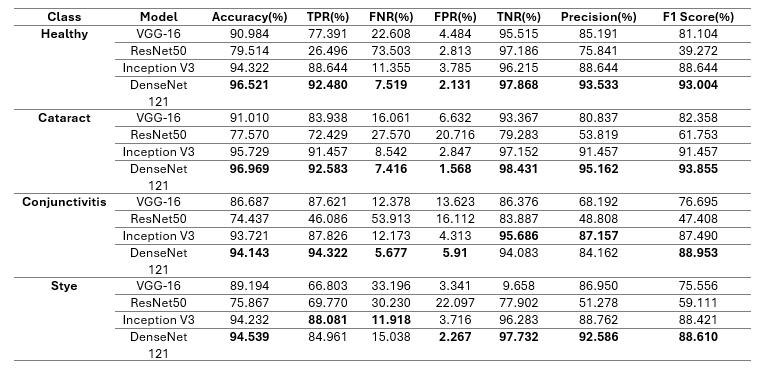 Class Model Accuracy(%) TPR(%) FNR(%) FPR(%) TNR(%) Precision(%) F1 Score(%)
Healthy VGG-16 90.984 77.391 22.608 4.484 95.515 85.191 81.104
ResNet50 79.514 26.496 73.503 2.813 97.186 75.841 39.272
Inception V3 94.322 88.644 11.355 3.785 96.215 88.644 88.644
DenseNet 96.521 92.480 7.519 2.131 97.868 93.533 93.004
121
Cataract VGG-16 91.010 83.938 16.061 6.632 93.367 80.837 82.358
ResNet50 77.570 72.429 27.570 20.716 79.283 53.819 61.753
Inception V3 95.729 91.457 8.542 2.847 97.152 91.457 91.457
DenseNet 96.969 92.583 7.416 1.568 98.431 95.162 93.855
121
Conjunctivitis VGG-16 86.687 87.621 12.378 13.623 86.376 68.192 76.695
ResNet50 74.437 46.086 53.913 16.112 83.887 48.808 47.408
Inception V3 93.721 87.826 12.173 4.313 95.686 87.157 87.490
DenseNet 94.143 94.322 5.677 5.91 94.083 84.162 88.953
121
Stye VGG-16 89.194 66.803 33.196 3.341 9.658 86.950 75.556
ResNet50 75.867 69.770 30.230 22.097 77.902 51.278 59.111
Inception V3 94.232 88.081 11.918 3.716 96.283 88.762 88.421
DenseNet 94.539 84.961 15.038 2.267 97.732 92.586 88.610
121